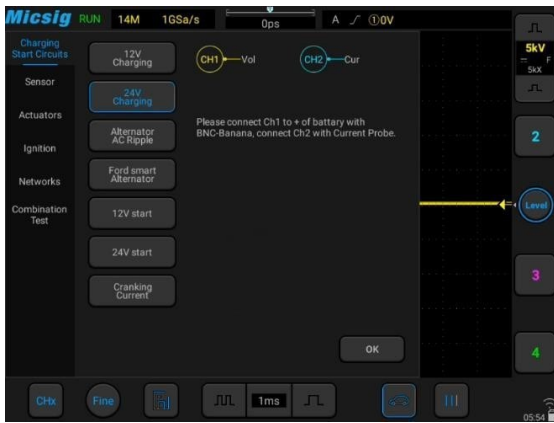 Micsig RUN 14M 1GSa/s 0ps A ①0V
Charging
Start Circuits
Sensor
Actuators
Ignition
Networks
Combination
Test
12V
Charging
24V
Charging
Alternator
AC Ripple
Ford smart
Alternator
12V start
24V start
Cranking
Current
CH1 Vol CH2 Cur
Please connect Ch1 to + of battary with
BNC-Banana, connect Ch2 with Current Probe.
OK
5kV
F
5kX
2
Level
3
4
CHx Fine 1ms
05:54